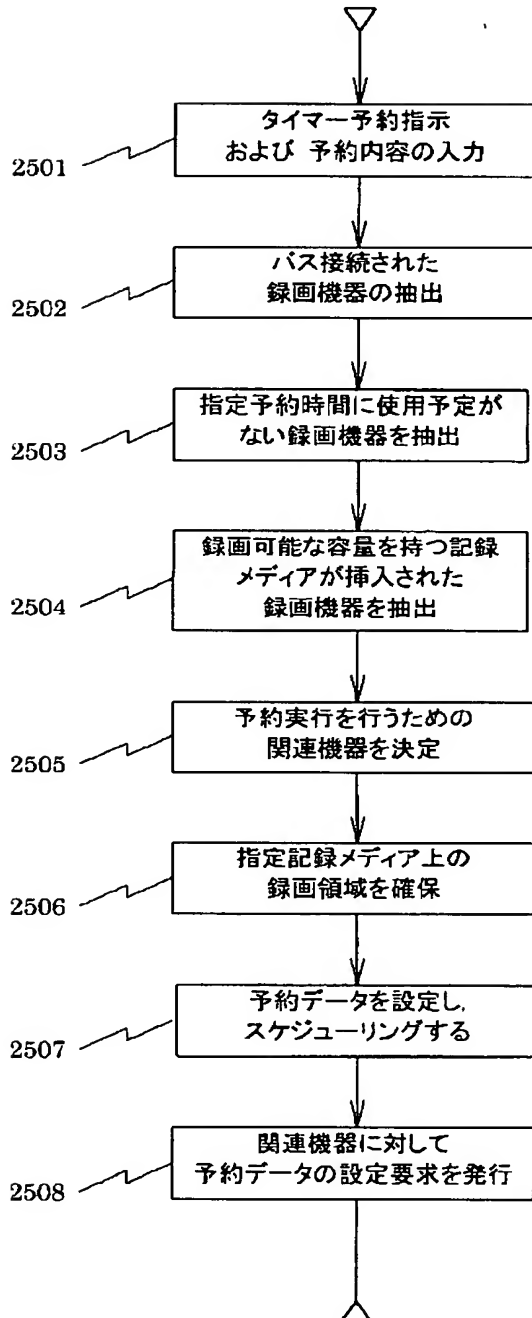 タイマー予約指示
および 予約内容の入力
2501
バス接続された
録画機器の抽出
2502
指定予約時間に使用予定が
ない録画機器を抽出
2503
録画可能な容量を持つ記録
メディアが挿入された
録画機器を抽出
2504
予約実行を行うための
関連機器を決定
2505
指定記録メディア上の
録画領域を確保
2506
予約データを設定し,
スケジューリングする
2507
関連機器に対して
予約データの設定要求を発行
2508